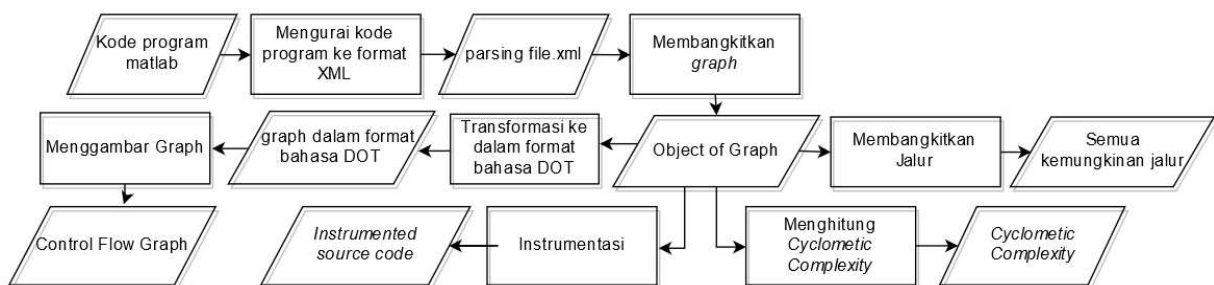 Kode program
matlab
Mengurai kode
program ke format
XML
parsing file.xml
Membangkitkan
graph
Menggambar Graph
graph dalam format
bahasa DOT
Transformasi ke
dalam format
bahasa DOT
Object of Graph
Membangkitkan
Jalur
Semua
kemungkinan jalur
Control Flow Graph
Instrumented
source code
Instrumentasi
Menghitung
Cyclometic
Complexity
Cyclometic
Complexity